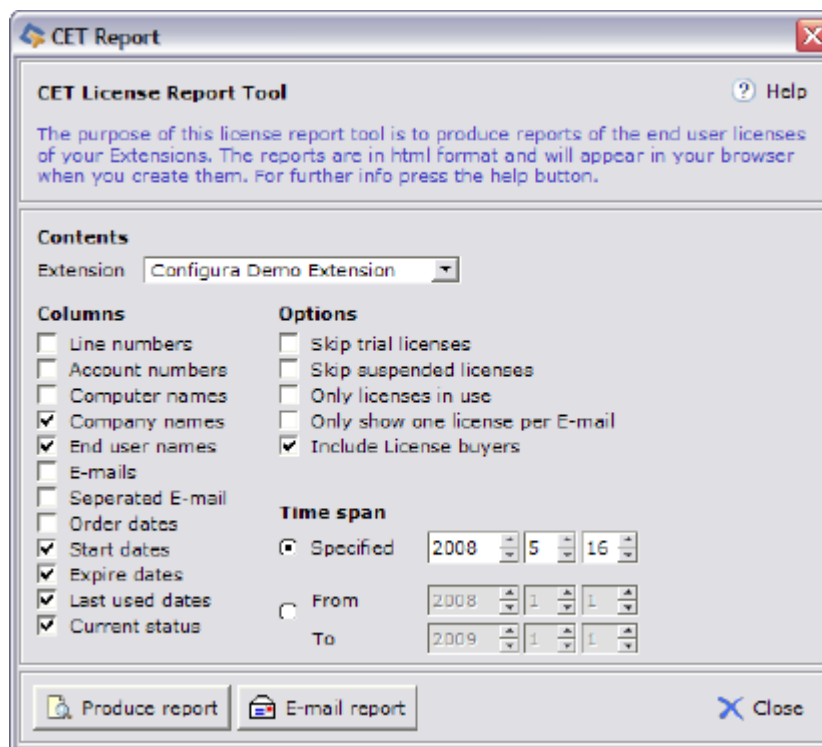 CET Report
CET License Report Tool
Help
The purpose of this license report tool is to produce reports of the end user licenses
of your Extensions. The reports are in html format and will appear in your browser
when you create them. For further info press the help button.
Contents
Extension Configura Demo Extension
Columns
Line numbers
Account numbers
Computer names
Company names
End user names
E-mails
Seperated E-mail
Order dates
Start dates
Expire dates
Last used dates
Current status
Options
Skip trial licenses
Skip suspended licenses
Only licenses in use
Only show one license per E-mail
Include License buyers
Time span
Specified 2008 5 16
From 2008 1 1
To 2009 1 1
Produce report
E-mail report
Close